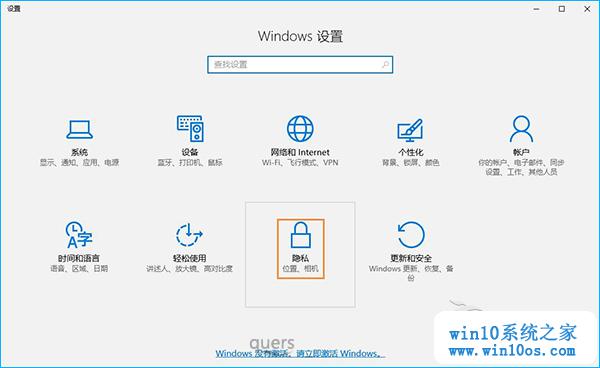 设置
Windows 设置
查找设置
系统
显示、通知、应用、电源
设备
蓝牙、打印机、鼠标
网络和 Internet
Wi-Fi、飞行模式、VPN
个性化
背景、锁屏、颜色
帐户
你的帐户、电子邮件、同步
设置、工作、其他人员
时间和语言
语音、区域、日期
轻松使用
讲述人、放大镜、高对比度
隐私
位置、相机
更新和安全
Windows 更新、恢复、备
份
quers
Windows 没有激活。请立即激活 Windows。
win10系统之家
www.win10os.com